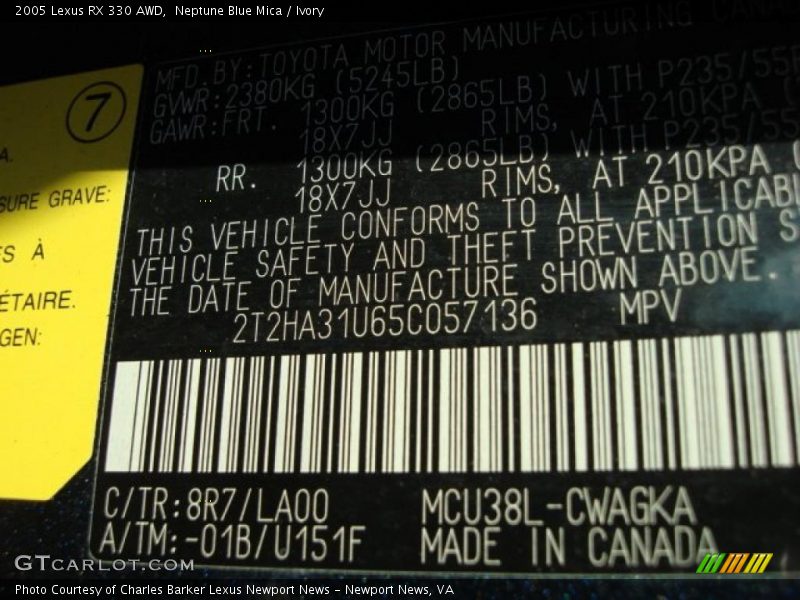 2005 Lexus RX 330 AWD, Neptune Blue Mica / Ivory
MFD. BY: TOYOTA MOTOR MANUFACTURING CANA
GVWR: 2380KG (5245LB)
GAWR: FRT. 1300KG (2865LB) WITH P235/55R
18X7JJ RIMS, AT 210KPA
RR. 1300KG (2865LB) WITH P235/55
18X7JJ RIMS, AT 210KPA (
THIS VEHICLE CONFORMS TO ALL APPLICABL
VEHICLE SAFETY AND THEFT PREVENTION S
THE DATE OF MANUFACTURE SHOWN ABOVE.
2T2HA31U65C057136 MPV
C/TR: 8R7/LA00 MCU38L-CWAGKA
A/TM: -01B/U151F MADE IN CANADA
7
A.
SURE GRAVE:
ES À
ÉTAIRE.
GEN:
GTCARLOT.COM
Photo Courtesy of Charles Barker Lexus Newport News – Newport News, VA